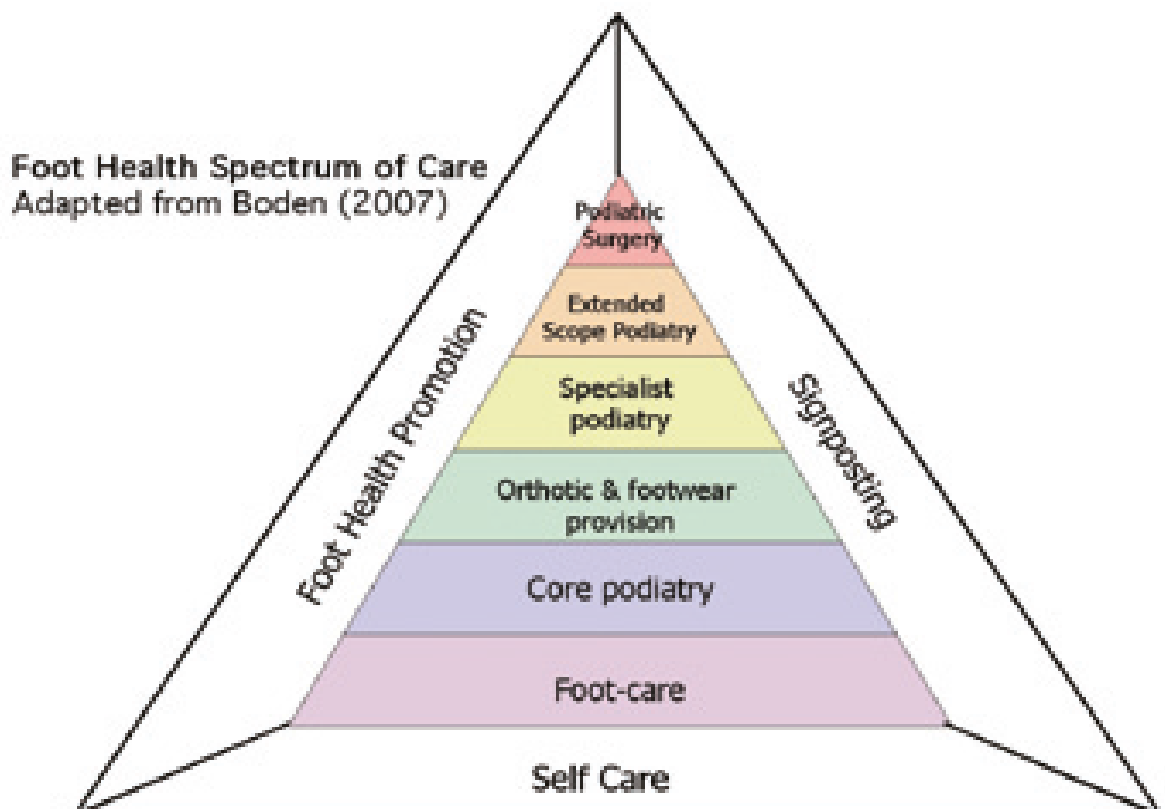 Foot Health Spectrum of Care
Adapted from Boden (2007)
Podiatric
Surgery
Extended
Scope Podiatry
Specialist
podiatry
Orthotic & footwear
provision
Core podiatry
Foot-care
Self Care
Foot Health Promotion
Signposting